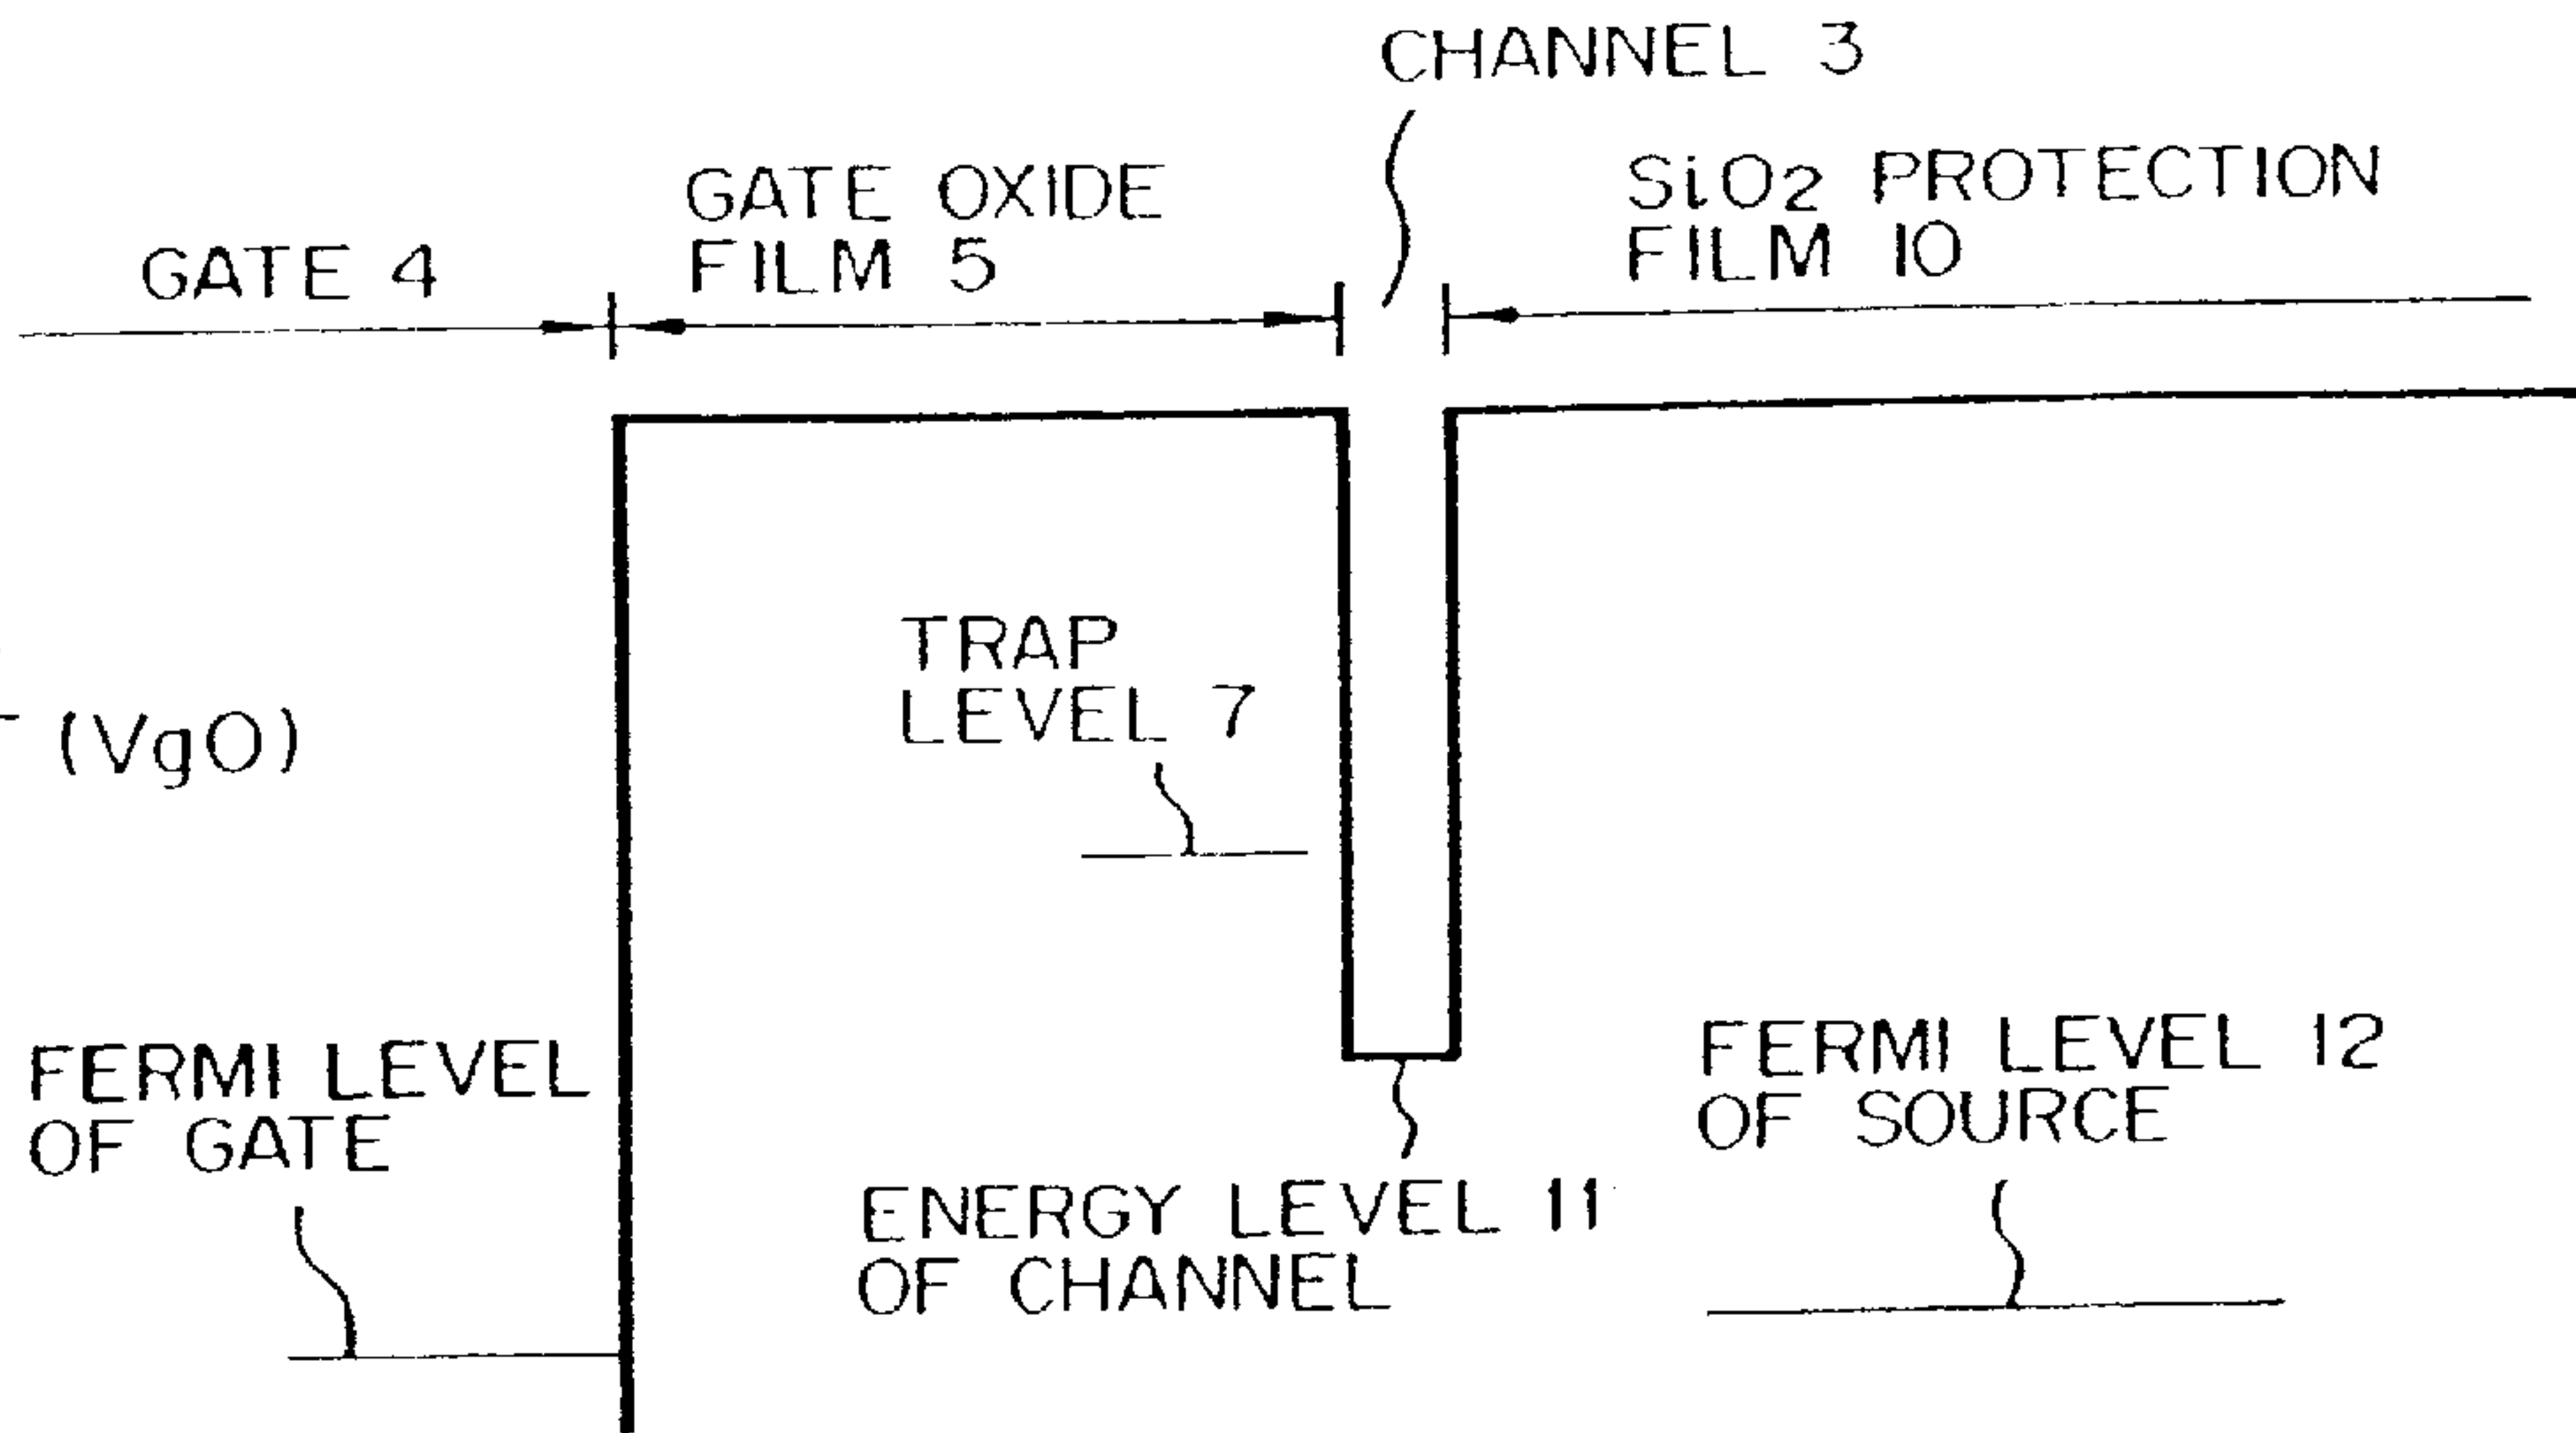 CHANNEL 3
GATE OXIDE
FILM 5
SiO2 PROTECTION
FILM 10
GATE 4
TRAP
LEVEL 7
(VgO)
FERMI LEVEL
OF GATE
FERMI LEVEL 12
OF SOURCE
ENERGY LEVEL 11
OF CHANNEL